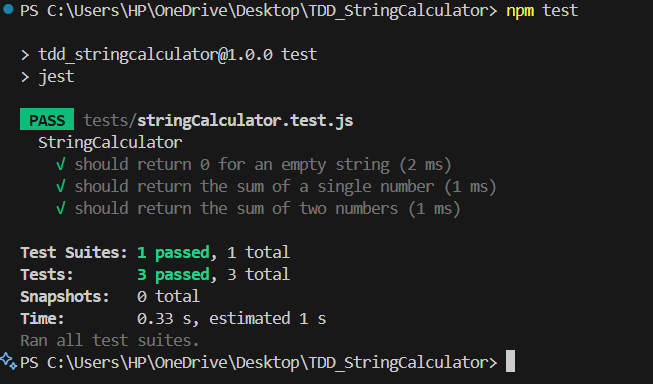 PS C:\Users\HP\OneDrive\Desktop\TDD_StringCalculator> npm test
> tdd_stringcalculator@1.0.0 test
> jest
PASS tests/stringCalculator.test.js
StringCalculator
√ should return 0 for an empty string (2 ms)
√ should return the sum of a single number (1 ms)
√ should return the sum of two numbers (1 ms)
Test Suites: 1 passed, 1 total
Tests: 3 passed, 3 total
Snapshots: 0 total
Time: 0.33 s, estimated 1 s
Ran all test suites.
PS C:\Users\HP\OneDrive\Desktop\TDD_StringCalculator>